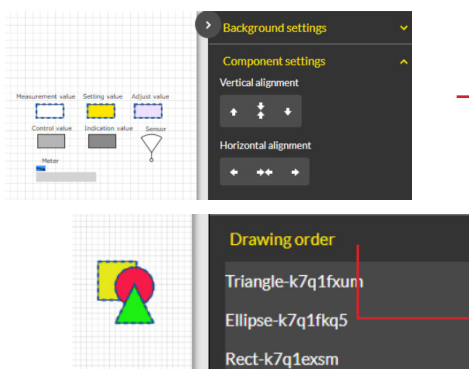 Background settings
Component settings
Vertical alignment
Measurement value Setting value Adjust value
Control value Indication value Sensor
Horizontal alignment
Meter
Drawing order
Triangle-k7q1fxum
Ellipse-k7q1fkq5
Rect-k7q1exsm